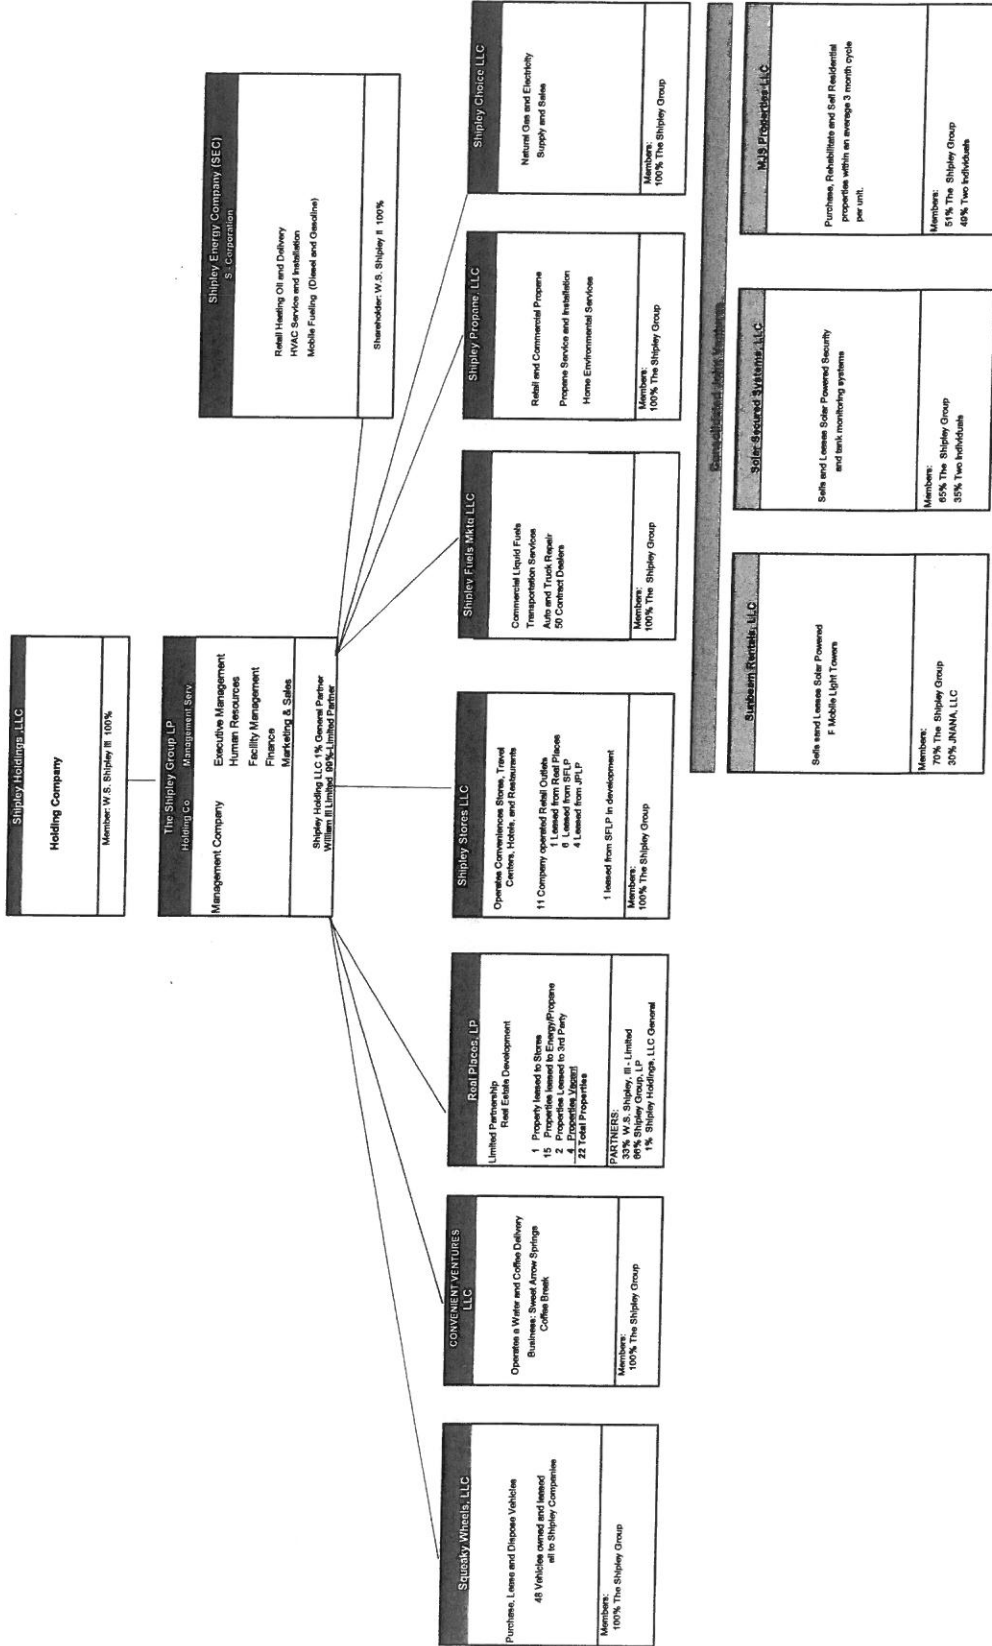 Shipley Holdings ,LLC
Holding Company
Member: W.S. Shipley III 100%
The Shipley Group LP
Holding Co Management Serv
Management Company Executive Management
Human Resources
Facility Management
Finance
Marketing & Sales
Shipley Holding LLC 1% General Partner
William III Limited 99%-Limited Partner
Shipley Energy Company (SEC)
S - Corporation
Retail Heating Oil and Delivery
HVAC Service and Installation
Mobile Fueling (Diesel and Gasoline)
Shareholder: W.S. Shipley II 100%
Squeaky Wheels, LLC
Purchase, Lease and Dispose Vehicles
48 Vehicles owned and leased
all to Shipley Companies
Members:
100% The Shipley Group
CONVENIENT VENTURES
LLC
Operates a Water and Coffee Delivery
Business: Sweet Arrow Springs
Coffee Break
Members:
100% The Shipley Group
Real Places, LP
Limited Partnership
Real Estate Development
1 Property leased to Stores
15 Properties leased to Energy/Propane
2 Properties Leased to 3rd Party
4 Properties Vacant
22 Total Properties
PARTNERS:
33% W.S. Shipley, III - Limited
66% Shipley Group, LP
1% Shipley Holdings, LLC General
Shipley Stores LLC
Operates Conveniences Stores, Travel
Centers, Hotels, and Restaurants
11 Company operated Retail Outlets
1 Leased from Real Places
6 Leased from SFLP
4 Leased from JPLP
1 leased from SFLP in development
Members:
100% The Shipley Group
Shipley Fuels Mktg LLC
Commercial Liquid Fuels
Transportation Services
Auto and Truck Repair
50 Contract Dealers
Members:
100% The Shipley Group
Shipley Propane, LLC
Retail and Commercial Propane
Propane Service and Installation
Home Environmental Services
Members:
100% The Shipley Group
Shipley Choice LLC
Natural Gas and Electricity
Supply and Sales
Members:
100% The Shipley Group
Consolidated Joint Ventures
Sunbeam Rentals, LLC
Sells sand Leases Solar Powered
F Mobile Light Towers
Members:
70% The Shipley Group
30% JNANA, LLC
Solar Secured Systems, LLC
Sells and Leases Solar Powered Security
and tank monitoring systems
Members:
65% The Shipley Group
35% Two Individuals
MJS Properties LLC
Purchase, Rehabilitate and Sell Residential
properties within an average 3 month cycle
per unit.
Members:
51% The Shipley Group
49% Two Individuals